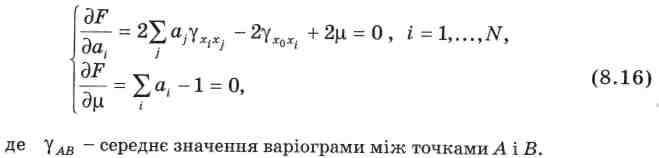 ∂F/∂a_i = 2∑_j a_j γ_{x_i x_j} − 2γ_{x_0 x_i} + 2μ = 0 , i = 1,...,N,
∂F/∂μ = ∑_i a_i − 1 = 0,
(8.16)
де γ_{AB} – середнє значення варіограми між точками A і B.